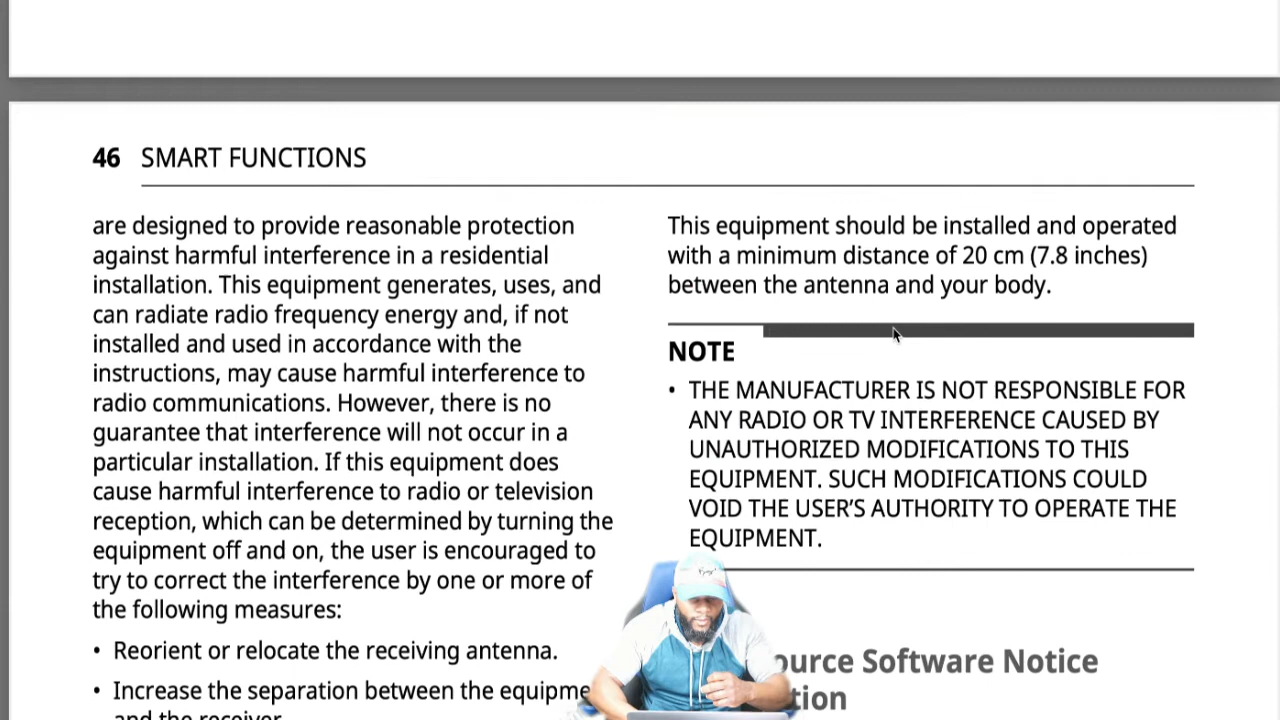 46 SMART FUNCTIONS
are designed to provide reasonable protection
against harmful interference in a residential
installation. This equipment generates, uses, and
can radiate radio frequency energy and, if not
installed and used in accordance with the
instructions, may cause harmful interference to
radio communications. However, there is no
guarantee that interference will not occur in a
particular installation. If this equipment does
cause harmful interference to radio or television
reception, which can be determined by turning the
equipment off and on, the user is encouraged to
try to correct the interference by one or more of
the following measures:
• Reorient or relocate the receiving antenna.
• Increase the separation between the equipme
and the receiver
This equipment should be installed and operated
with a minimum distance of 20 cm (7.8 inches)
between the antenna and your body.
NOTE
• THE MANUFACTURER IS NOT RESPONSIBLE FOR
ANY RADIO OR TV INTERFERENCE CAUSED BY
UNAUTHORIZED MODIFICATIONS TO THIS
EQUIPMENT. SUCH MODIFICATIONS COULD
VOID THE USER'S AUTHORITY TO OPERATE THE
EQUIPMENT.
ource Software Notice
tion